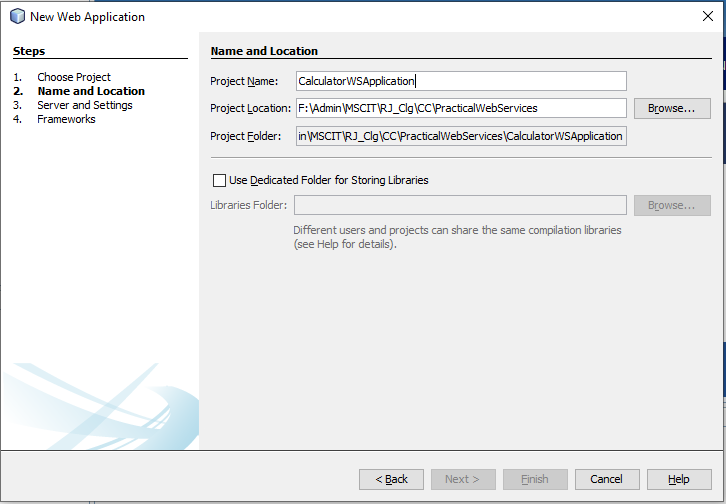 New Web Application
Steps
1. Choose Project
2. Name and Location
3. Server and Settings
4. Frameworks
Name and Location
Project Name: CalculatorWSApplication
Project Location: F:\Admin\MSCIT\RJ_Clg\CC\PracticalWebServices Browse...
Project Folder: in\MSCIT\RJ_Clg\CC\PracticalWebServices\CalculatorWSApplication
Use Dedicated Folder for Storing Libraries
Libraries Folder: Browse...
Different users and projects can share the same compilation libraries
(see Help for details).
< Back Next > Finish Cancel Help